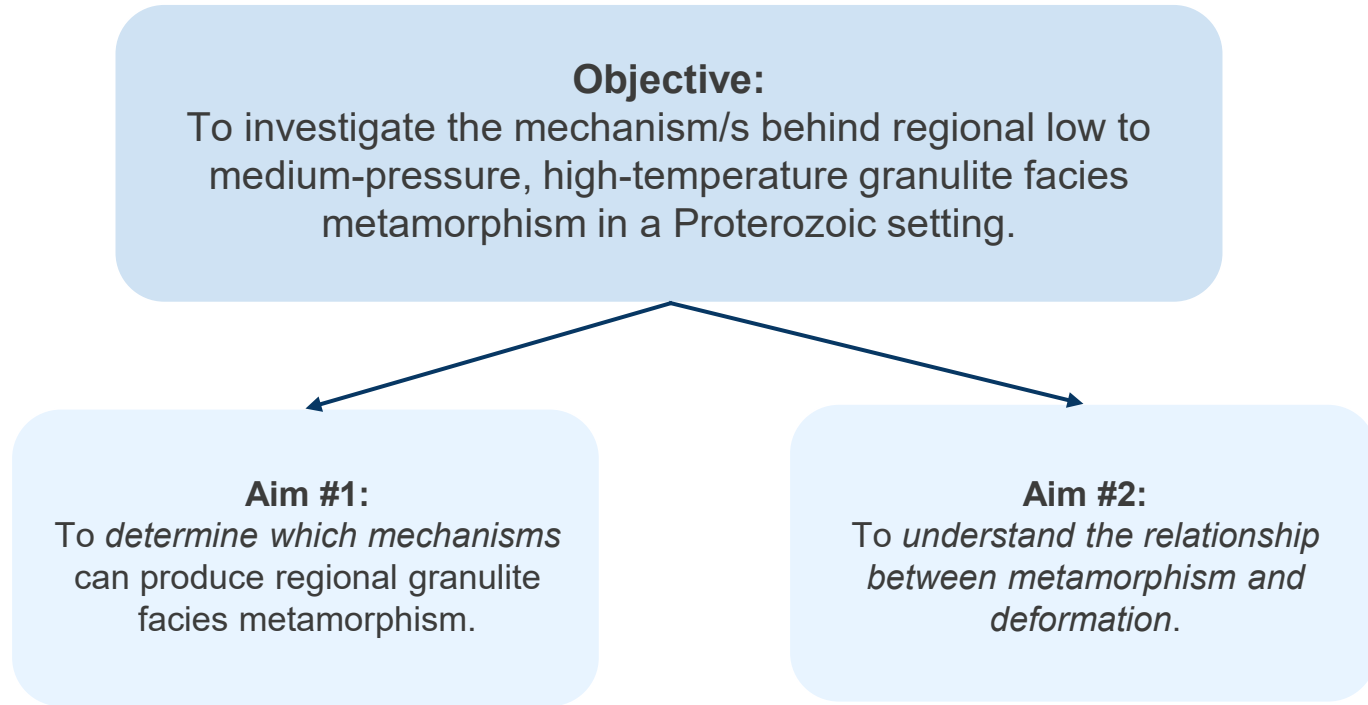 Objective:
To investigate the mechanism/s behind regional low to
medium-pressure, high-temperature granulite facies
metamorphism in a Proterozoic setting.
Aim #1:
To determine which mechanisms
can produce regional granulite
facies metamorphism.
Aim #2:
To understand the relationship
between metamorphism and
deformation.